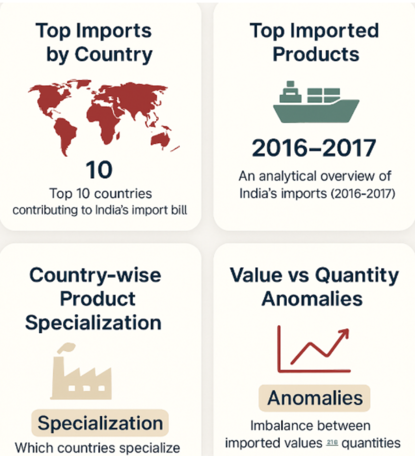 Top Imports
by Country
10
Top 10 countries
contributing to India's import bill
Top Imported
Products
2016–2017
An analytical overview of
India's imports (2016-2017)
Country-wise
Product
Specialization
Specialization
Which countries specialize
Value vs Quantity
Anomalies
Anomalies
Imbalance between
imported values quantities